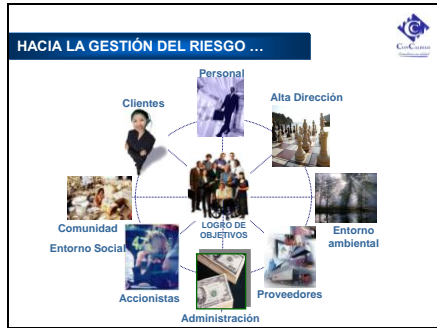 HACIA LA GESTIÓN DEL RIESGO ...
Personal
Clientes
Alta Dirección
LOGRO DE
OBJETIVOS
Comunidad
Entorno Social
Entorno
ambiental
Accionistas
Proveedores
Administración